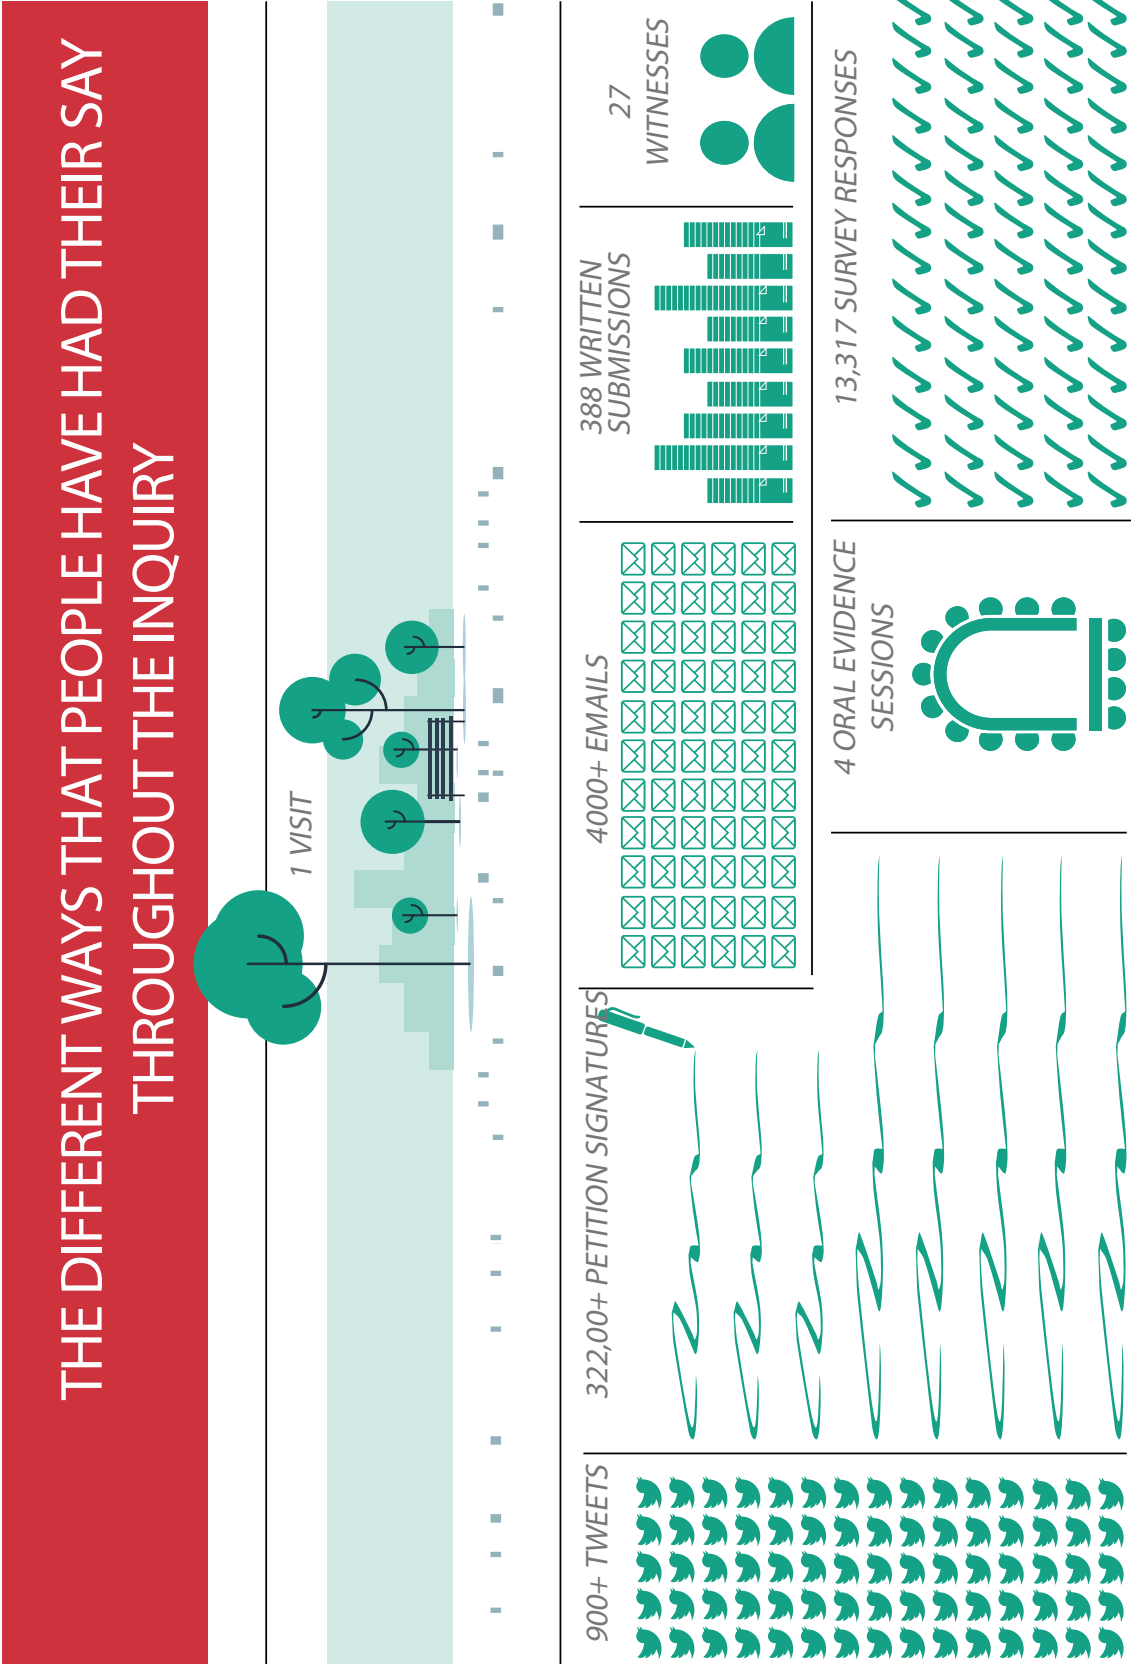 THE DIFFERENT WAYS THAT PEOPLE HAVE HAD THEIR SAY
THROUGHOUT THE INQUIRY
1 VISIT
900+ TWEETS
322,00+ PETITION SIGNATURES
4000+ EMAILS
388 WRITTEN
SUBMISSIONS
27
WITNESSES
4 ORAL EVIDENCE
SESSIONS
13,317 SURVEY RESPONSES